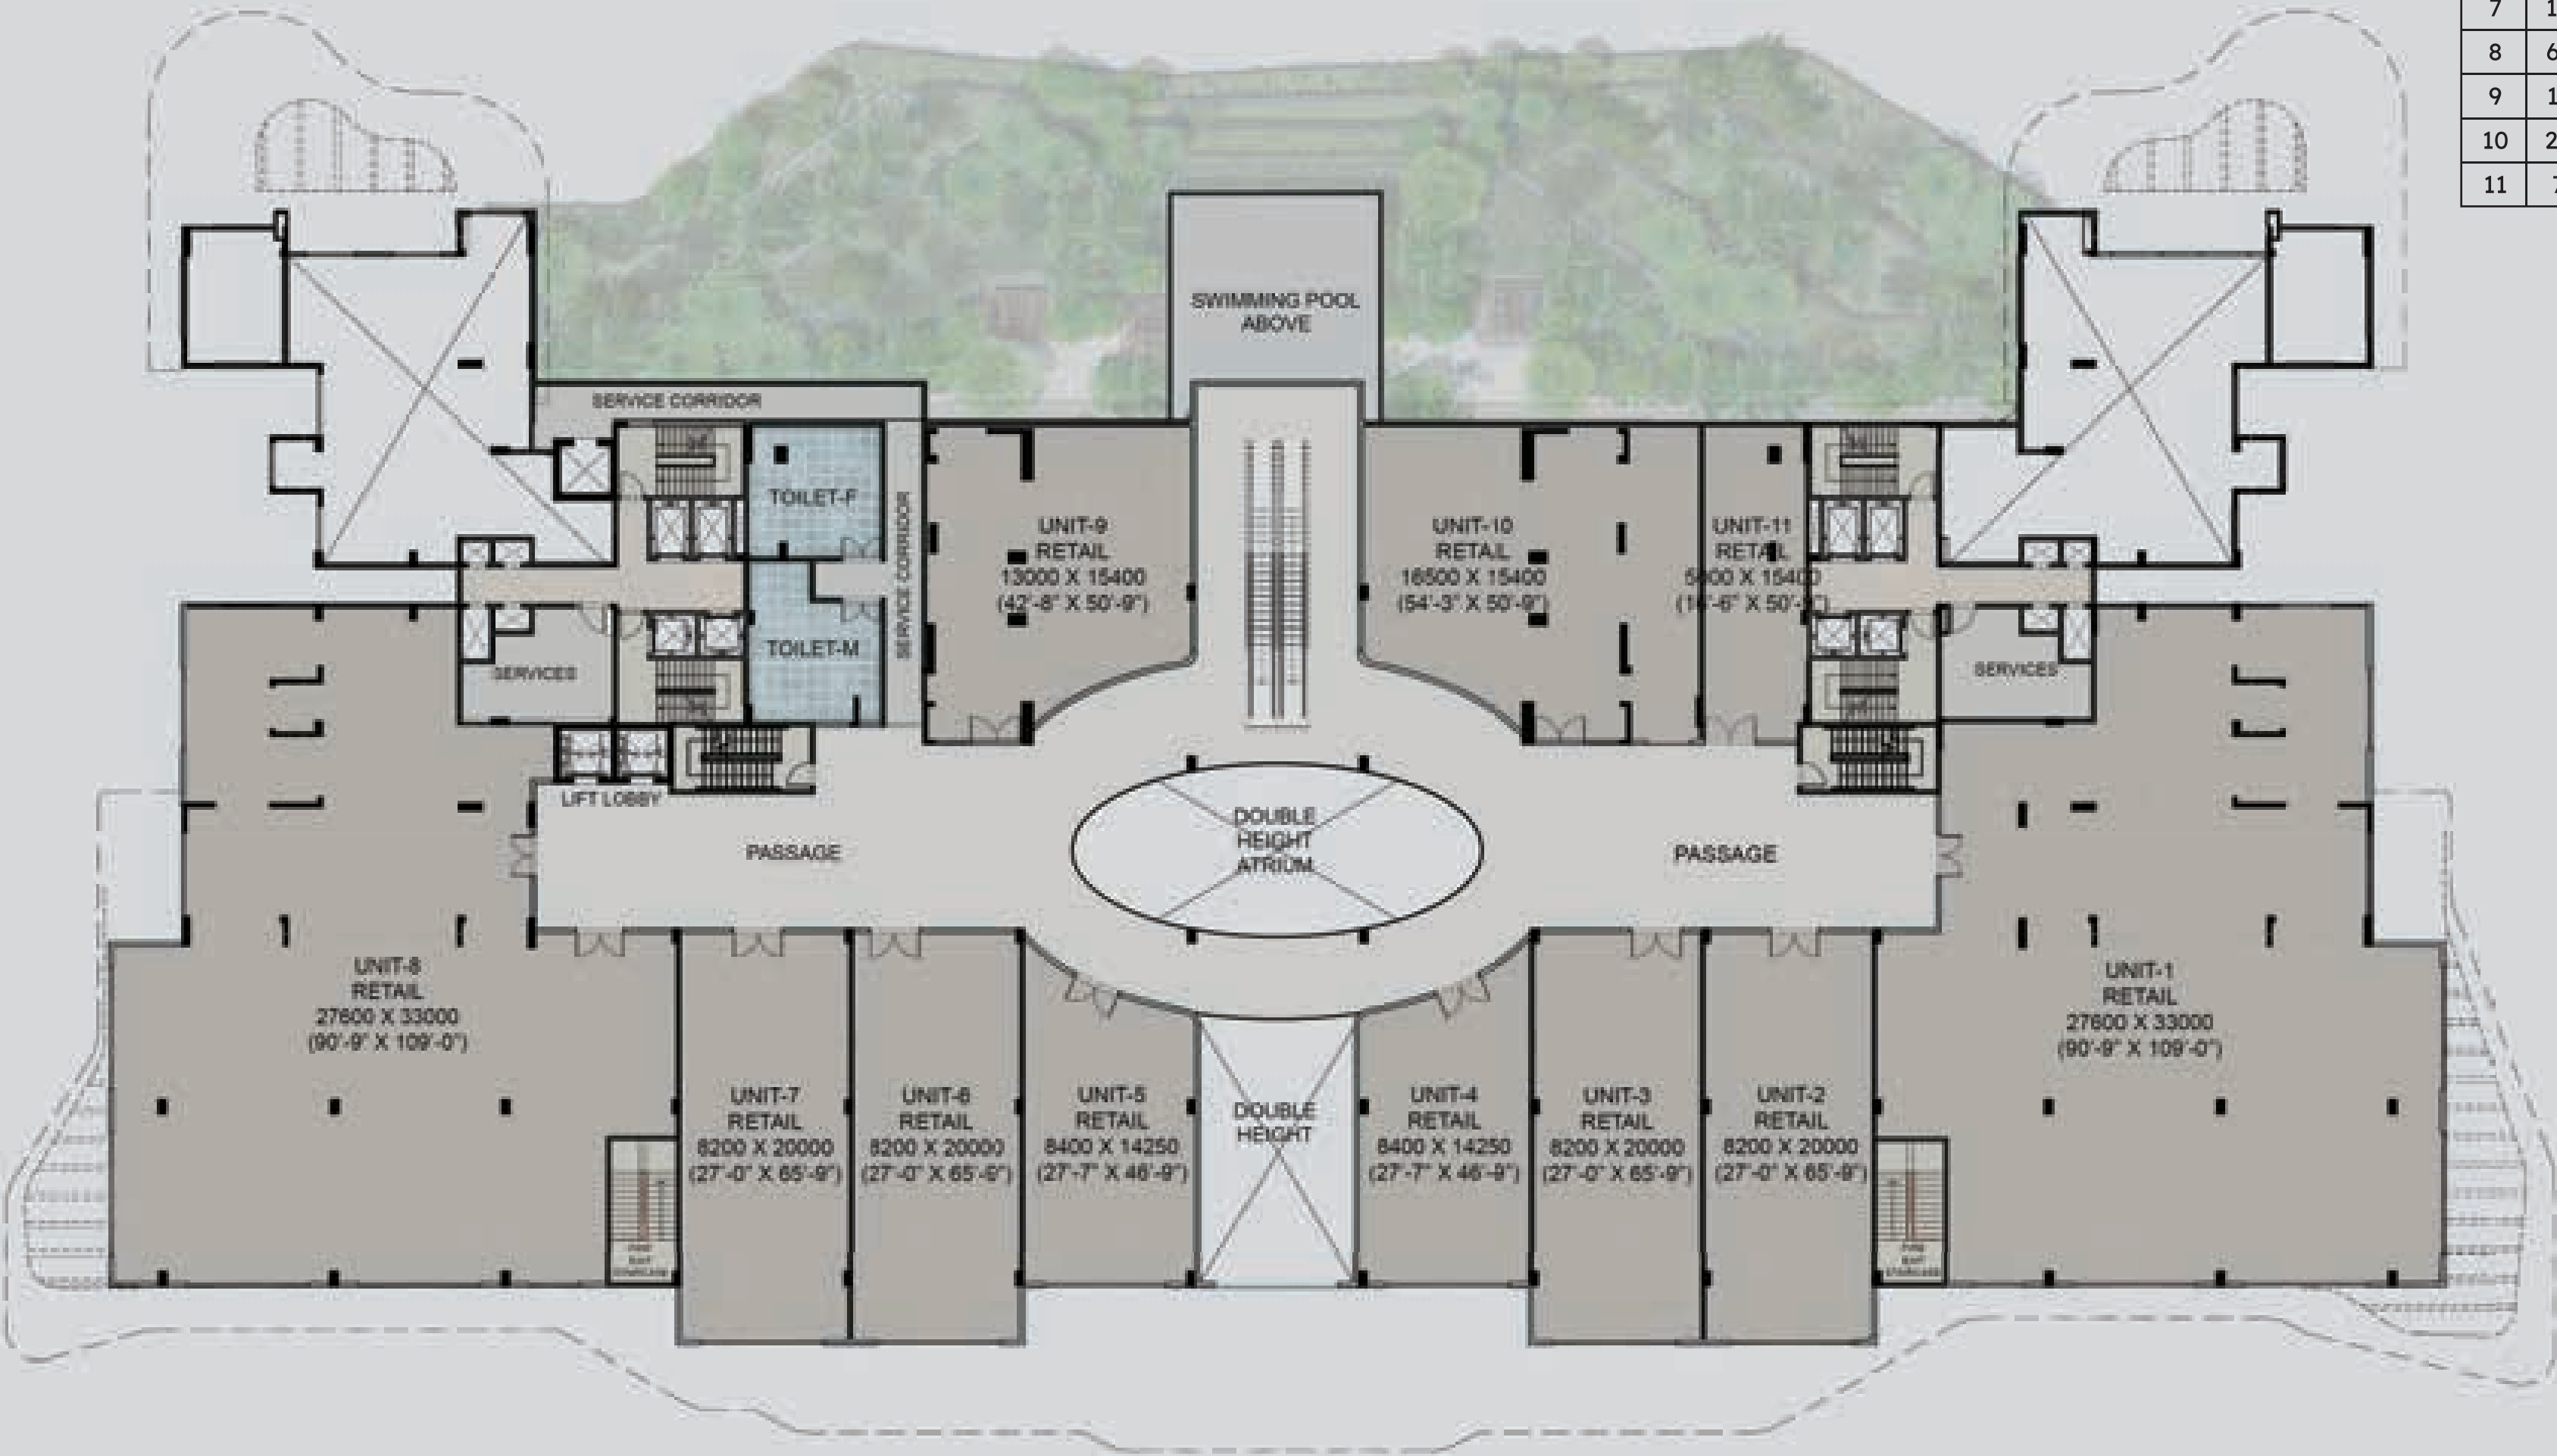 7 1
8 6
9 1
10 2
11 7
SWIMMING POOL
ABOVE
SERVICE CORRIDOR
TOILET-F
SERVICE CORRIDOR
TOILET-M
SERVICES
LIFT LOBBY
UNIT-9
RETAIL
13000 X 15400
(42'-8" X 50'-9")
UNIT-10
RETAIL
16500 X 15400
(54'-3" X 50'-9")
UNIT-11
RETAIL
X 15400
SERVICES
PASSAGE
DOUBLE
HEIGHT
ATRIUM
PASSAGE
UNIT-8
RETAIL
27600 X 33000
(90'-9" X 109'-0")
UNIT-7
RETAIL
8200 X 20000
(27'-0" X 65'-9")
UNIT-6
RETAIL
8200 X 20000
(27'-0" X 65'-9")
UNIT-5
RETAIL
8400 X 14250
(27'-7" X 46'-9")
DOUBLE
HEIGHT
UNIT-4
RETAIL
8400 X 14250
(27'-7" X 46'-9")
UNIT-3
RETAIL
8200 X 20000
(27'-0" X 65'-9")
UNIT-2
RETAIL
8200 X 20000
(27'-0" X 65'-9")
UNIT-1
RETAIL
27600 X 33000
(90'-9" X 109'-0")